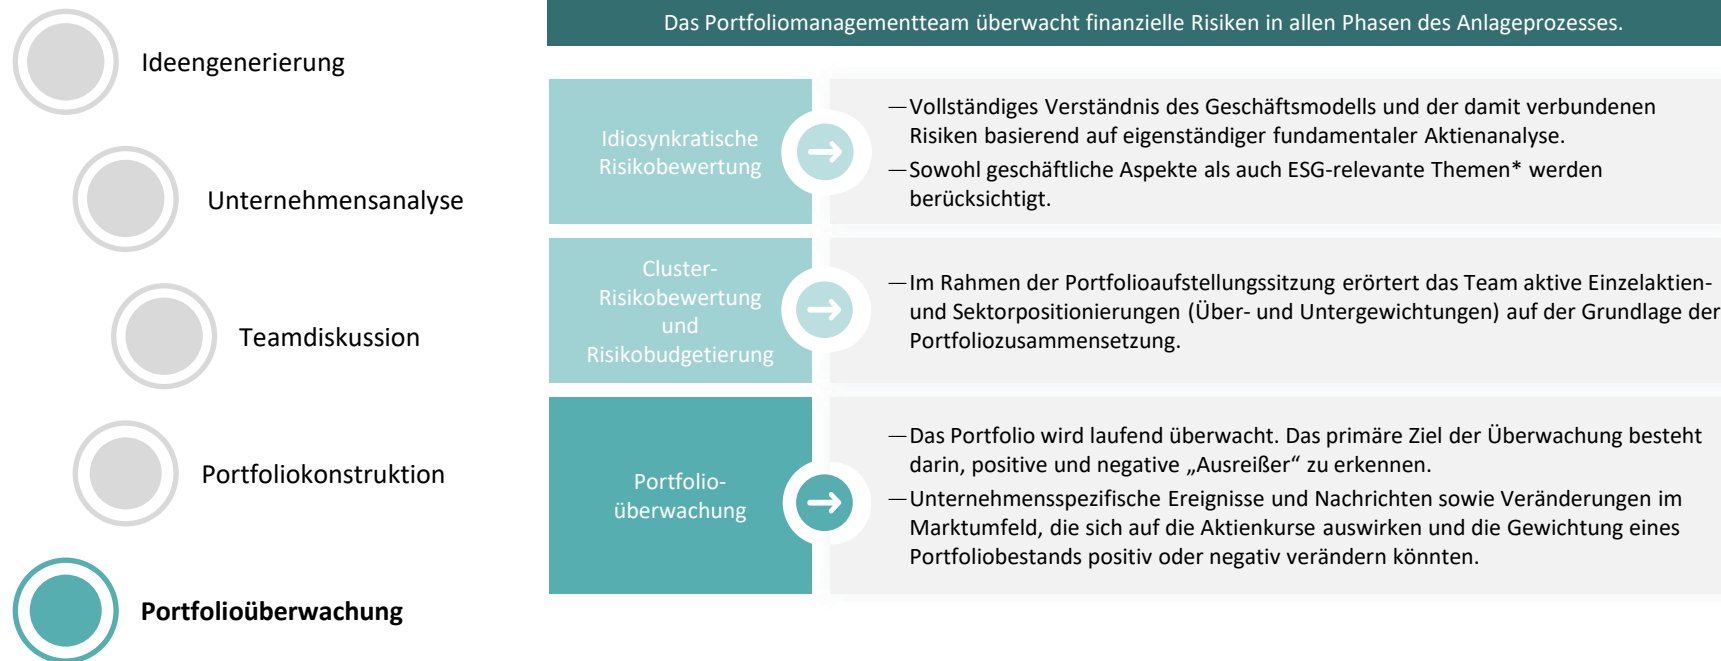 Ideengenerierung
Unternehmensanalyse
Teamdiskussion
Portfoliokonstruktion
Portfolioüberwachung
Das Portfoliomanagementteam überwacht finanzielle Risiken in allen Phasen des Anlageprozesses.
Idiosynkratische
Risikobewertung
—Vollständiges Verständnis des Geschäftsmodells und der damit verbundenen
Risiken basierend auf eigenständiger fundamentaler Aktienanalyse.
—Sowohl geschäftliche Aspekte als auch ESG-relevante Themen* werden
berücksichtigt.
Cluster-
Risikobewertung
und
Risikobudgetierung
—Im Rahmen der Portfolioaufstellungssitzung erörtert das Team aktive Einzelaktien-
und Sektorpositionierungen (Über- und Untergewichtungen) auf der Grundlage der
Portfoliozusammensetzung.
Portfolio-
überwachung
—Das Portfolio wird laufend überwacht. Das primäre Ziel der Überwachung besteht
darin, positive und negative „Ausreißer“ zu erkennen.
—Unternehmensspezifische Ereignisse und Nachrichten sowie Veränderungen im
Marktumfeld, die sich auf die Aktienkurse auswirken und die Gewichtung eines
Portfoliobestands positiv oder negativ verändern könnten.